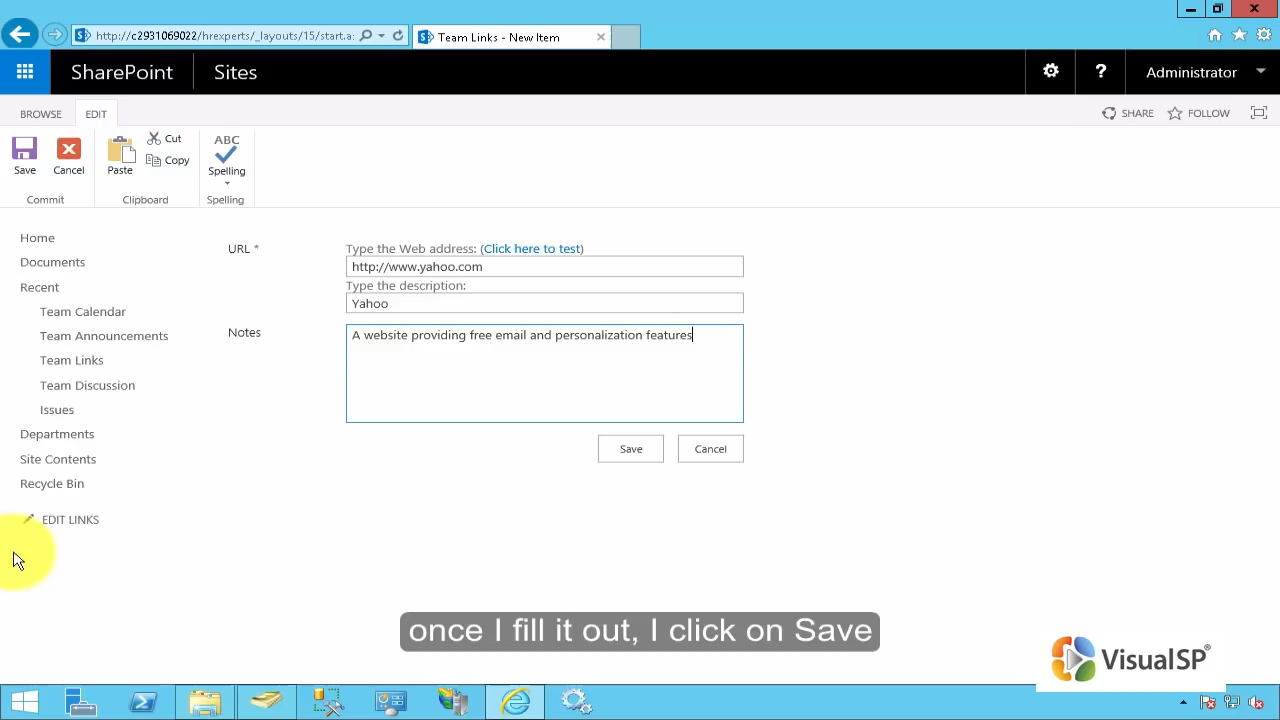 http://c2931069022/hrexperts/_layouts/15/start.a
Team Links - New Item
SharePoint
Sites
Administrator
BROWSE
EDIT
SHARE
FOLLOW
Save
Cancel
Paste
Cut
Copy
ABC
Spelling
Commit
Clipboard
Spelling
Home
Documents
Recent
Team Calendar
Team Announcements
Team Links
Team Discussion
Issues
Departments
Site Contents
Recycle Bin
EDIT LINKS
URL *
Type the Web address: (Click here to test)
http://www.yahoo.com
Type the description:
Yahoo
Notes
A website providing free email and personalization features
Save
Cancel
once I fill it out, I click on Save
VisualSP®